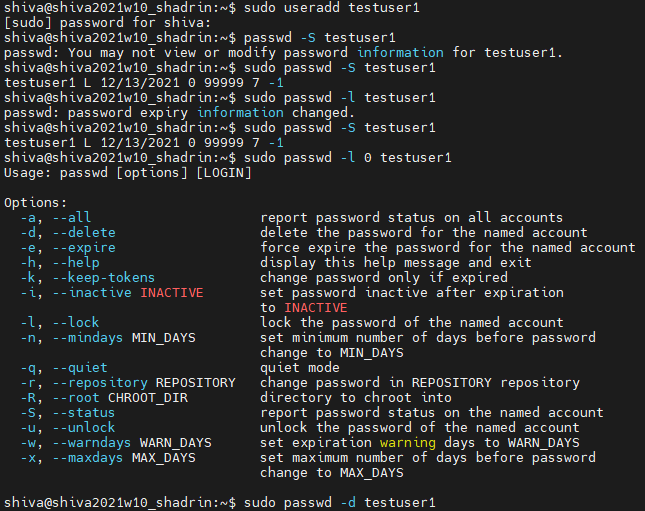 shiva@shiva2021w10_shadrin:~$ sudo useradd testuser1
[sudo] password for shiva:
shiva@shiva2021w10_shadrin:~$ passwd -S testuser1
passwd: You may not view or modify password information for testuser1.
shiva@shiva2021w10_shadrin:~$ sudo passwd -S testuser1
testuser1 L 12/13/2021 0 99999 7 -1
shiva@shiva2021w10_shadrin:~$ sudo passwd -l testuser1
passwd: password expiry information changed.
shiva@shiva2021w10_shadrin:~$ sudo passwd -S testuser1
testuser1 L 12/13/2021 0 99999 7 -1
shiva@shiva2021w10_shadrin:~$ sudo passwd -l 0 testuser1
Usage: passwd [options] [LOGIN]

Options:
  -a, --all                     report password status on all accounts
  -d, --delete                  delete the password for the named account
  -e, --expire                  force expire the password for the named account
  -h, --help                    display this help message and exit
  -k, --keep-tokens             change password only if expired
  -i, --inactive INACTIVE       set password inactive after expiration
                                to INACTIVE
  -l, --lock                    lock the password of the named account
  -n, --mindays MIN_DAYS        set minimum number of days before password
                                change to MIN_DAYS
  -q, --quiet                   quiet mode
  -r, --repository REPOSITORY   change password in REPOSITORY repository
  -R, --root CHROOT_DIR         directory to chroot into
  -S, --status                  report password status on the named account
  -u, --unlock                  unlock the password of the named account
  -w, --warndays WARN_DAYS      set expiration warning days to WARN_DAYS
  -x, --maxdays MAX_DAYS        set maximum number of days before password
                                change to MAX_DAYS

shiva@shiva2021w10_shadrin:~$ sudo passwd -d testuser1